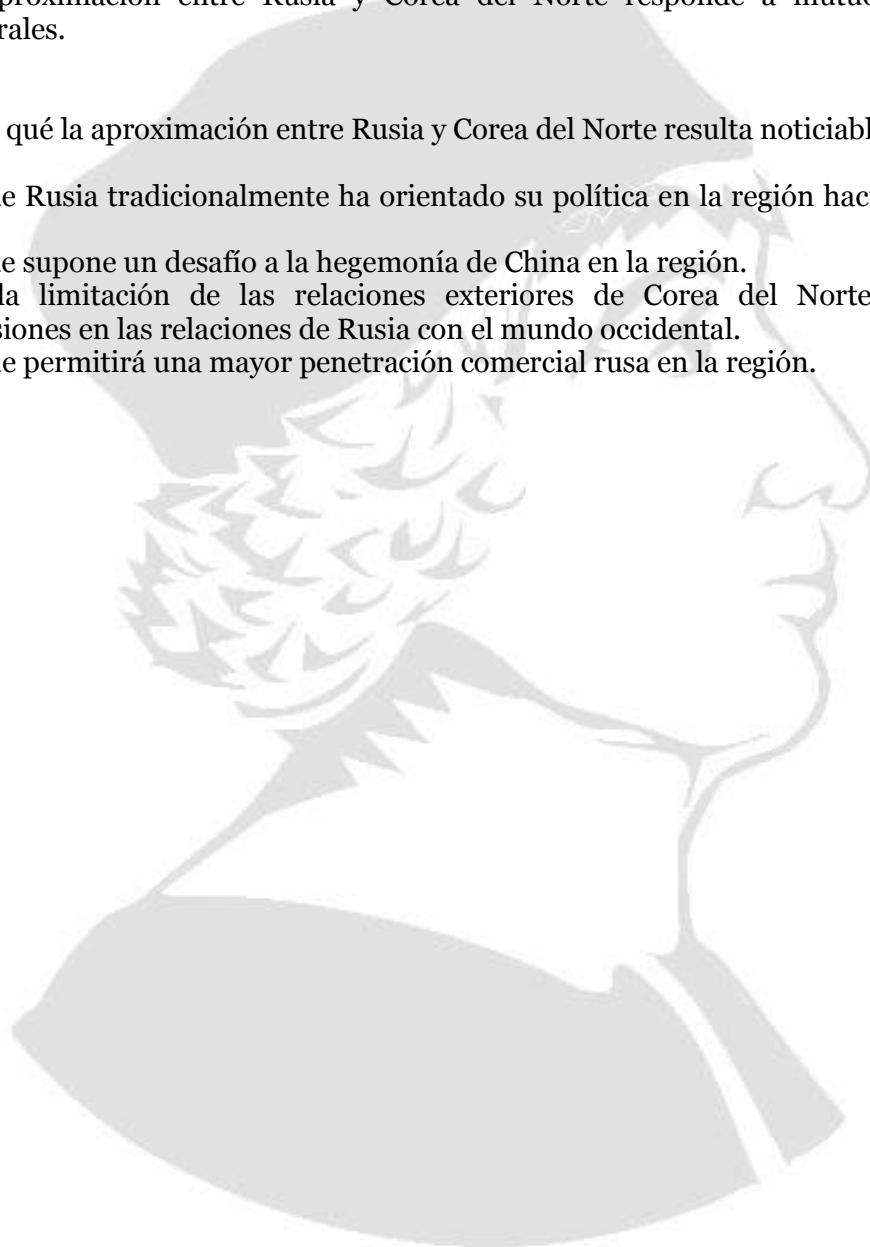 proximación entre Rusia y Corea del Norte responde a mutuo
rales.
qué la aproximación entre Rusia y Corea del Norte resulta noticiabl
e Rusia tradicionalmente ha orientado su política en la región hac
e supone un desafío a la hegemonía de China en la región.
la limitación de las relaciones exteriores de Corea del Norte
siones en las relaciones de Rusia con el mundo occidental.
e permitirá una mayor penetración comercial rusa en la región.